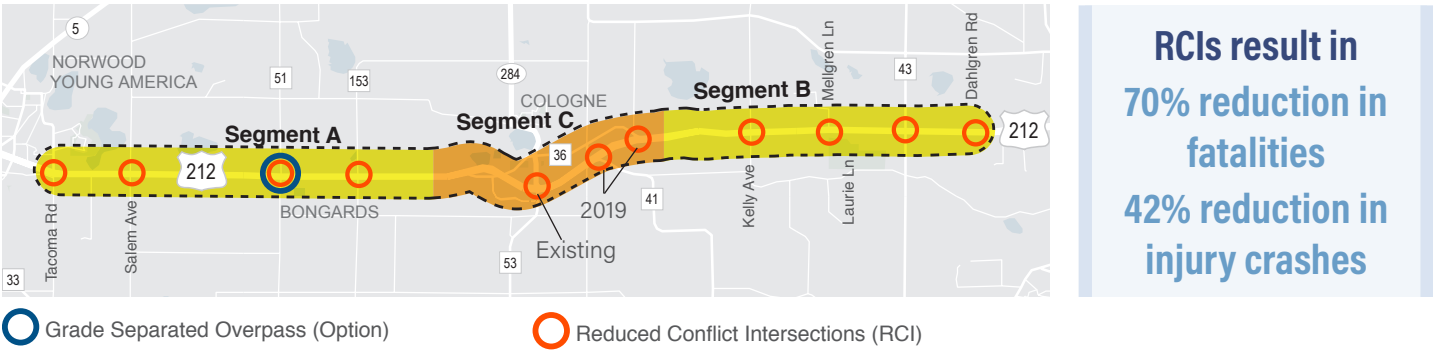 5
NORWOOD
YOUNG AMERICA
51
153
284
COLOGNE
Segment A
Segment C
Segment B
Mellgren Ln
43
Dahlgren Rd
212
36
212
Tacoma Rd
Salem Ave
BONGARDS
2019
41
Kelly Ave
Laurie Ln
Existing
33
53
Grade Separated Overpass (Option)
Reduced Conflict Intersections (RCI)
RCIs result in
70% reduction in
fatalities
42% reduction in
injury crashes